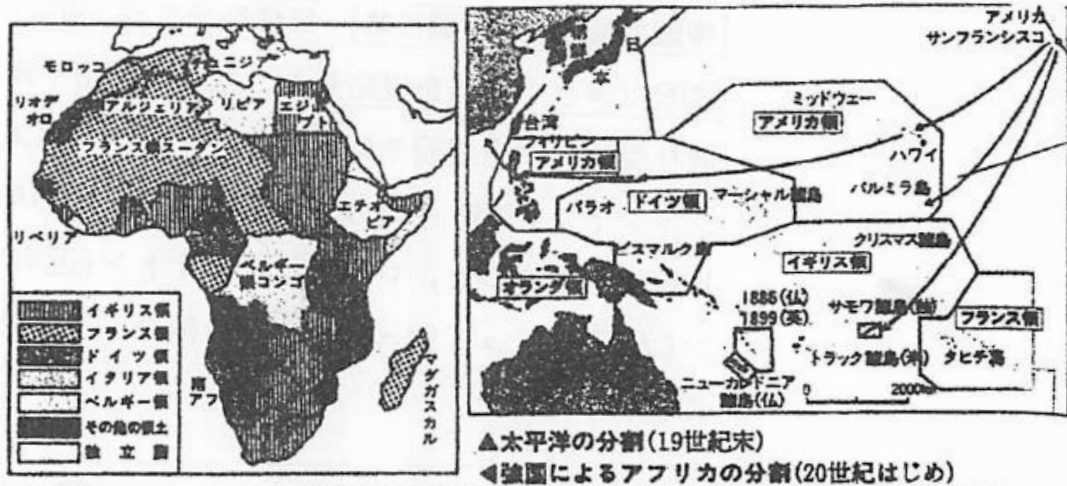 モロッコ
チュニジア
リオデ
オロ
アルジェリア
リビア
エジ
プト
フランス領スーダン
エチオ
ピア
リベリア
ベルギー
領コンゴ
南ア
マダガスカル
イギリス領
フランス領
ドイツ領
イタリア領
ベルギー領
その他の領土
独立国
日
本
アメリカ
サンフランシスコ
ミッドウェー
アメリカ領
ハワイ
台湾
フィリピン
アメリカ領
パルミラ島
パラオ
ドイツ領
マーシャル諸島
ビスマルク島
クリスマス諸島
イギリス領
オランダ領
1885(仏)
1899(英)
サモワ諸島(独)
フランス領
トラック諸島(米)
タヒチ島
ニューカレドニア
諸島(仏)
0 2000
▲太平洋の分割(19世紀末)
◀強国によるアフリカの分割(20世紀はじめ)